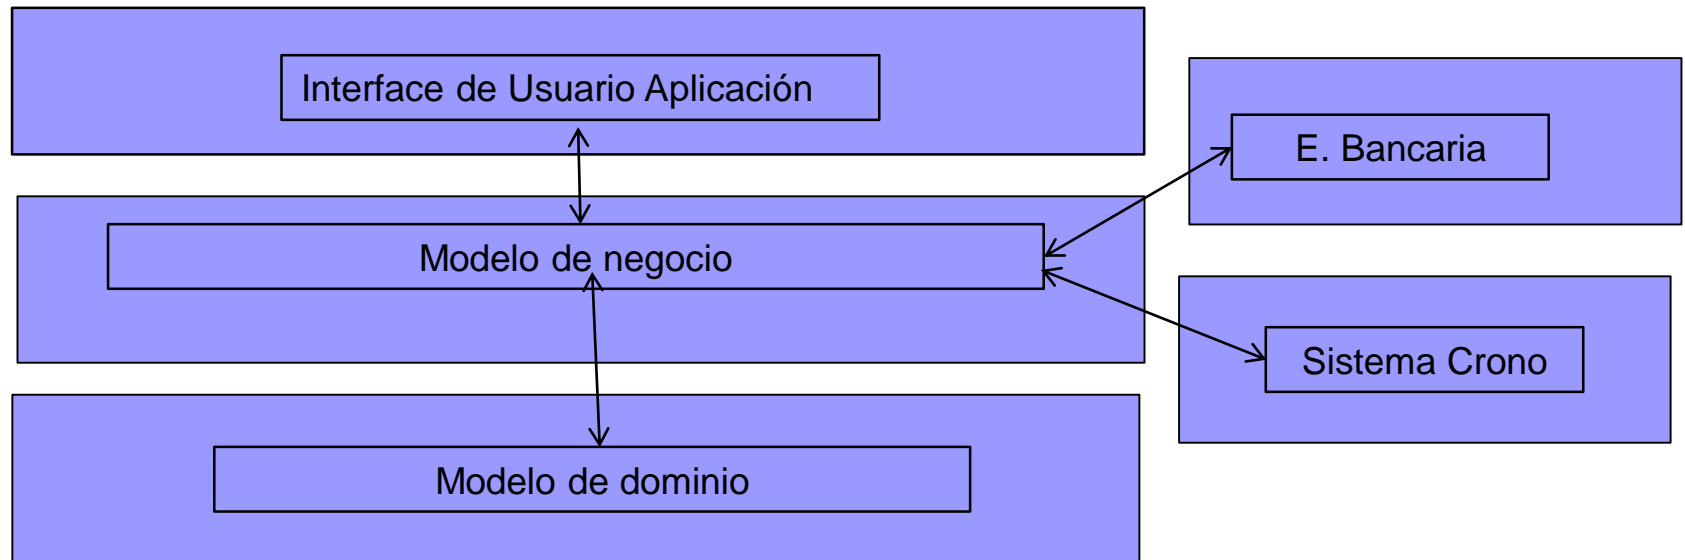 Interface de Usuario Aplicación
E. Bancaria
Modelo de negocio
Sistema Crono
Modelo de dominio